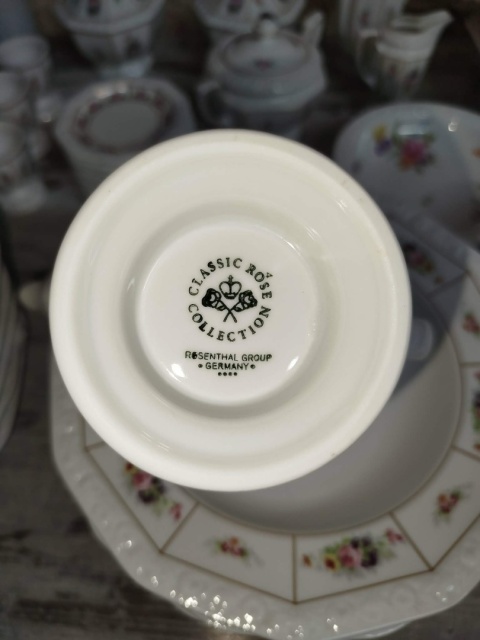 CLASSIC ROSE
COLLECTION
ROSENTHAL GROUP
• GERMANY •